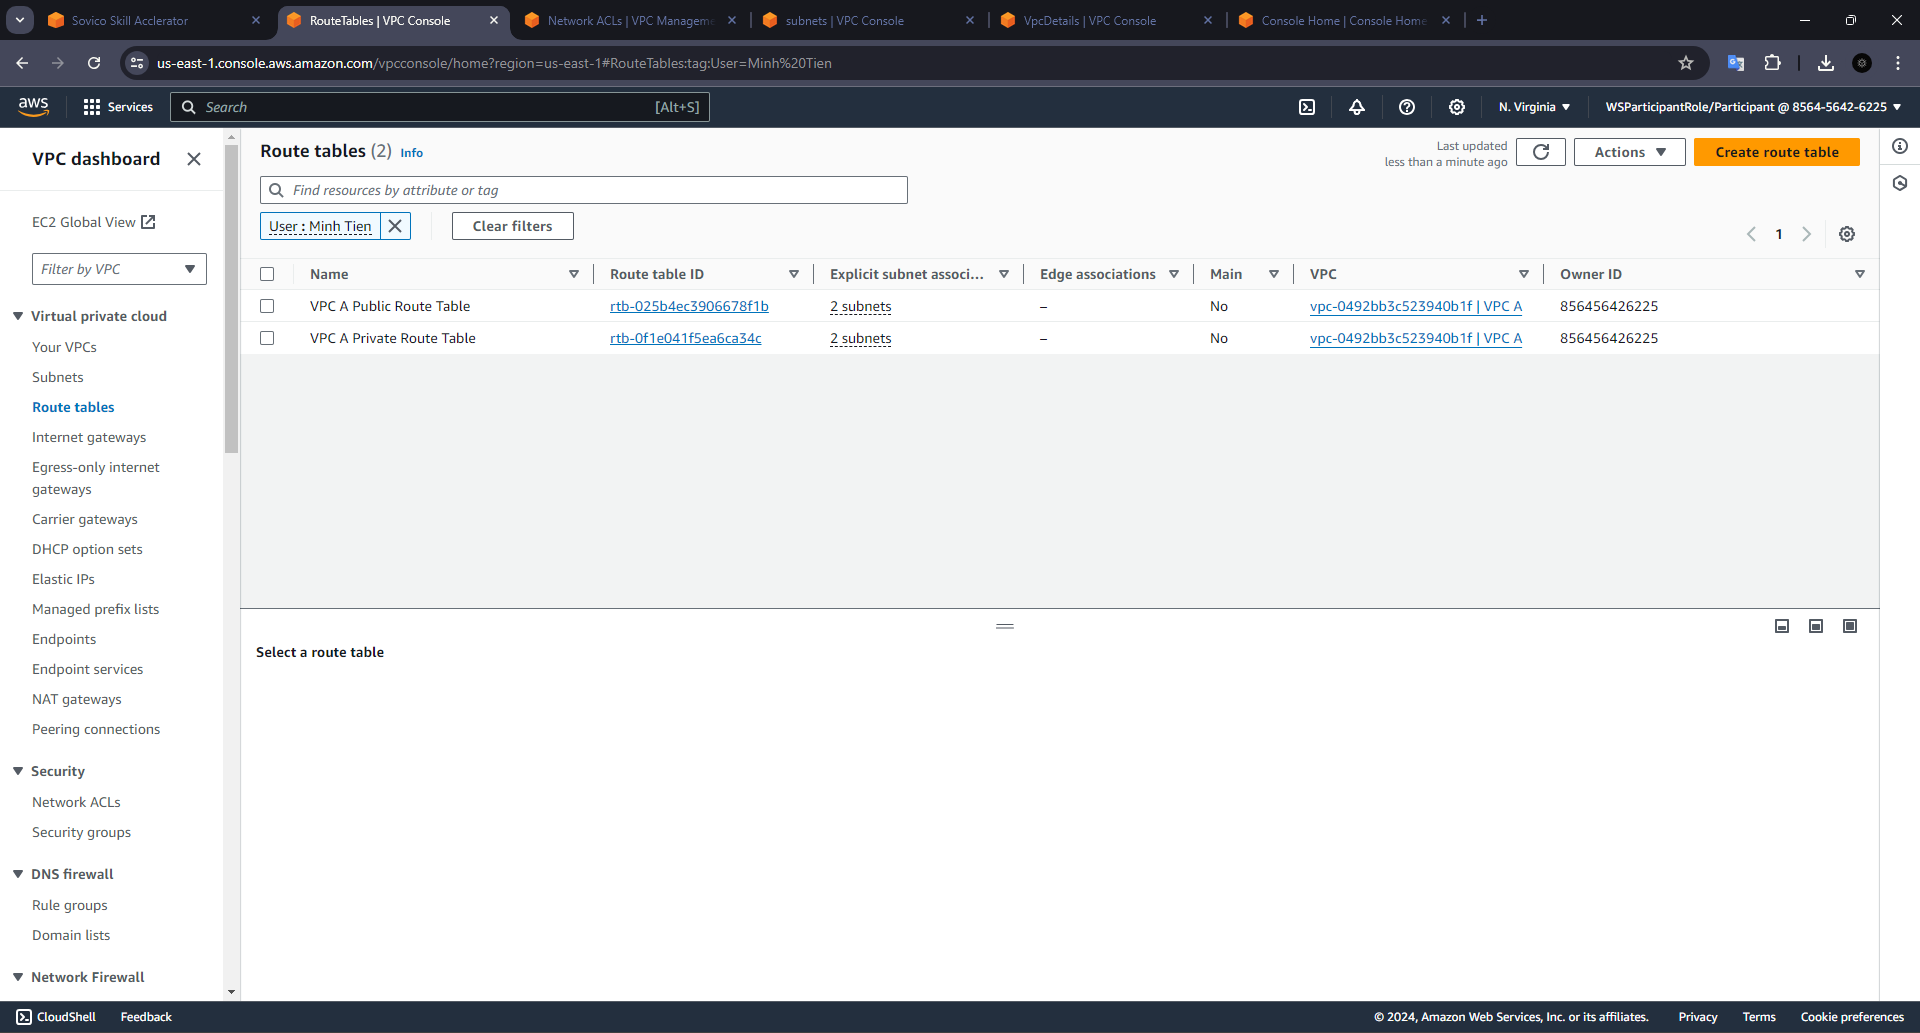 Sovico Skill Acclerator
RouteTables | VPC Console
Network ACLs | VPC Manageme
subnets | VPC Console
VpcDetails | VPC Console
Console Home | Console Home
us-east-1.console.aws.amazon.com/vpcconsole/home?region=us-east-1#RouteTables:tag:User=Minh%20Tien
aws
Services
Search
[Alt+S]
N. Virginia
WSParticipantRole/Participant @ 8564-5642-6225
VPC dashboard
EC2 Global View
Filter by VPC
Virtual private cloud
Your VPCs
Subnets
Route tables
Internet gateways
Egress-only internet
gateways
Carrier gateways
DHCP option sets
Elastic IPs
Managed prefix lists
Endpoints
Endpoint services
NAT gateways
Peering connections
Security
Network ACLs
Security groups
DNS firewall
Rule groups
Domain lists
Network Firewall
Route tables (2) Info
Last updated
less than a minute ago
Actions
Create route table
Find resources by attribute or tag
User : Minh Tien
Clear filters
1
Name Route table ID Explicit subnet associ... Edge associations Main VPC Owner ID
VPC A Public Route Table rtb-025b4ec3906678f1b 2 subnets – No vpc-0492bb3c523940b1f | VPC A 856456426225
VPC A Private Route Table rtb-0f1e041f5ea6ca34c 2 subnets – No vpc-0492bb3c523940b1f | VPC A 856456426225
Select a route table
CloudShell
Feedback
© 2024, Amazon Web Services, Inc. or its affiliates.
Privacy
Terms
Cookie preferences